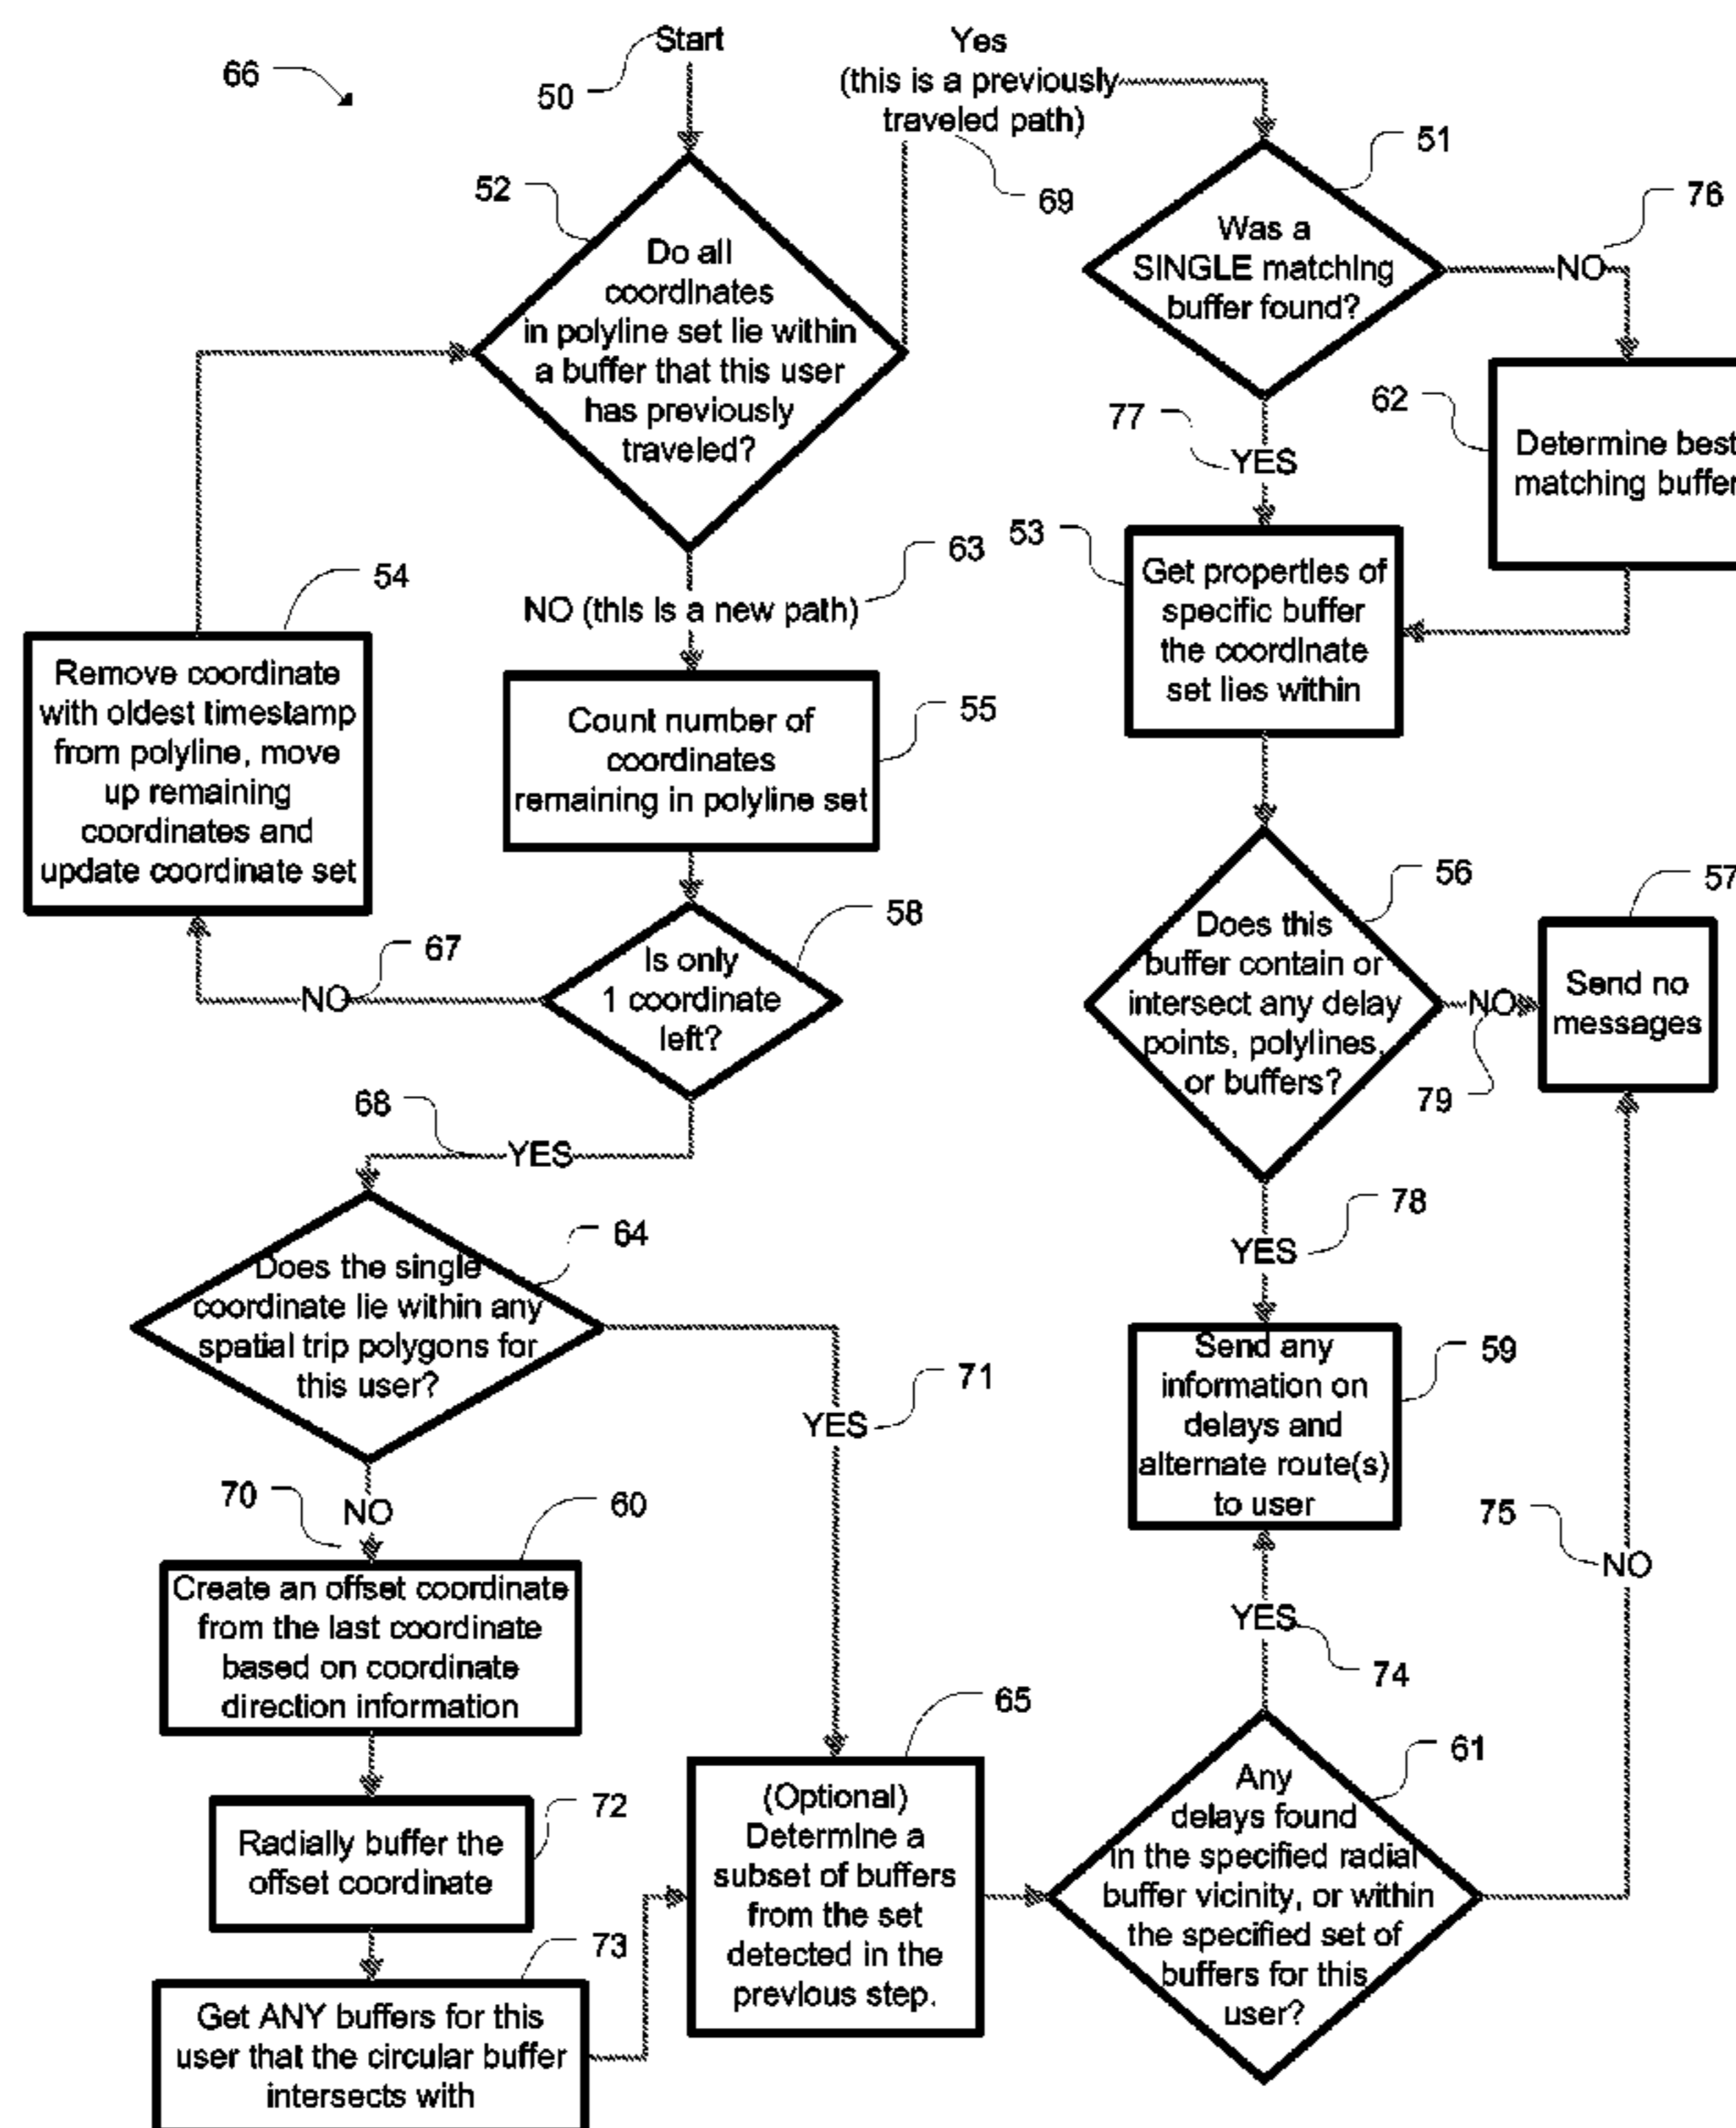 Start
50
66
Yes
(this is a previously
traveled path)
69
52
Do all
coordinates
in polyline set lie within
a buffer that this user
has previously
traveled?
51
Was a
SINGLE matching
buffer found?
76
NO
62
Determine best
matching buffer
77
YES
53
Get properties of
specific buffer
the coordinate
set lies within
63
NO (this is a new path)
54
Remove coordinate
with oldest timestamp
from polyline, move
up remaining
coordinates and
update coordinate set
55
Count number of
coordinates
remaining in polyline set
58
Is only
1 coordinate
left?
67
NO
56
Does this
buffer contain or
intersect any delay
points, polylines,
or buffers?
NO
79
57
Send no
messages
68
YES
64
Does the single
coordinate lie within any
spatial trip polygons for
this user?
71
YES
78
YES
59
Send any
information on
delays and
alternate route(s)
to user
70
NO
60
Create an offset coordinate
from the last coordinate
based on coordinate
direction information
75
NO
YES
74
72
Radially buffer the
offset coordinate
65
(Optional)
Determine a
subset of buffers
from the set
detected in the
previous step.
61
Any
delays found
in the specified radial
buffer vicinity, or within
the specified set of
buffers for this
user?
73
Get ANY buffers for this
user that the circular buffer
intersects with